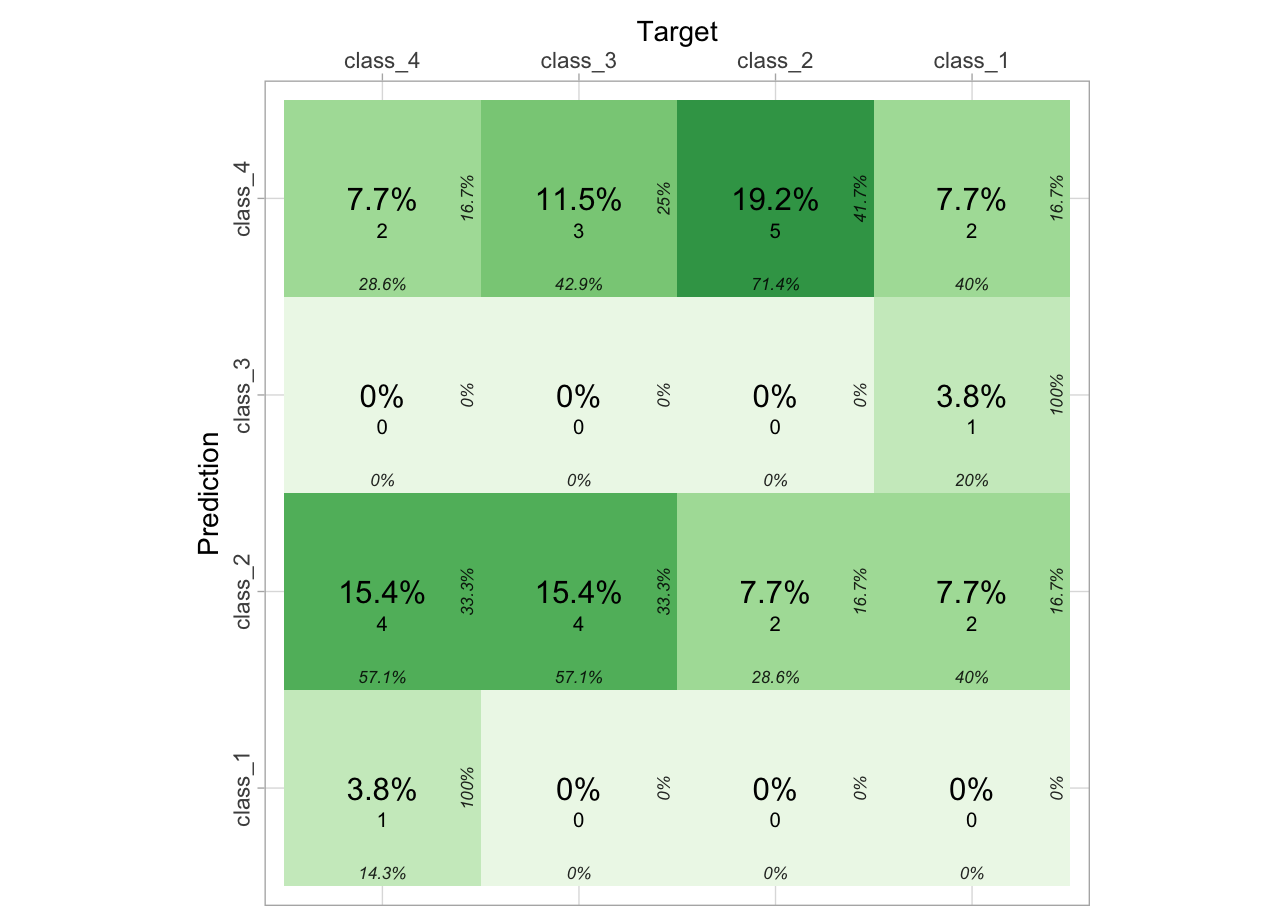 Target
class_4 class_3 class_2 class_1
Prediction
class_4
7.7% 16.7% 11.5% 25% 19.2% 41.7% 7.7% 16.7%
2 3 5 2
28.6% 42.9% 71.4% 40%
class_3
0% 0% 0% 0% 0% 0% 3.8% 100%
0 0 0 1
0% 0% 0% 20%
class_2
15.4% 33.3% 15.4% 33.3% 7.7% 16.7% 7.7% 16.7%
4 4 2 2
57.1% 57.1% 28.6% 40%
class_1
3.8% 100% 0% 0% 0% 0% 0% 0%
1 0 0 0
14.3% 0% 0% 0%